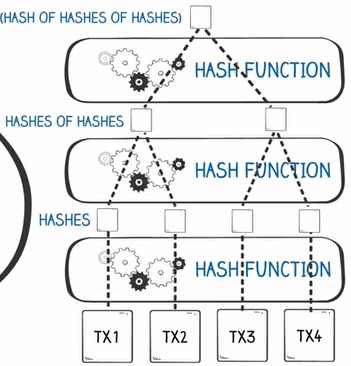 (HASH OF HASHES OF HASHES)
HASH FUNCTION
HASHES OF HASHES
HASH FUNCTION
HASHES
HASH FUNCTION
TX1 TX2 TX3 TX4